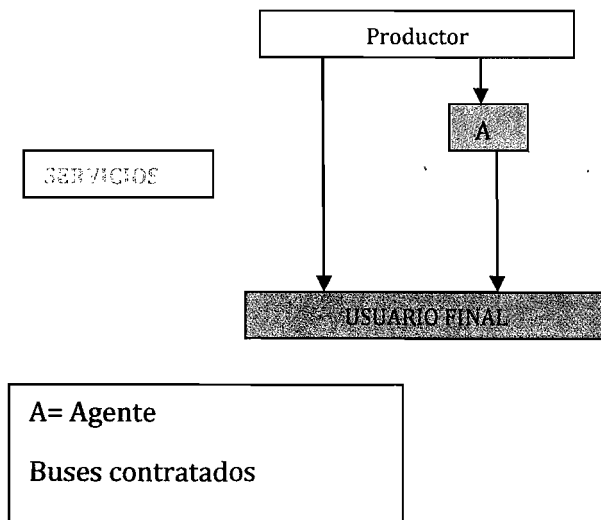 Productor
A
SERVICIOS
USUARIO FINAL
A= Agente
Buses contratados